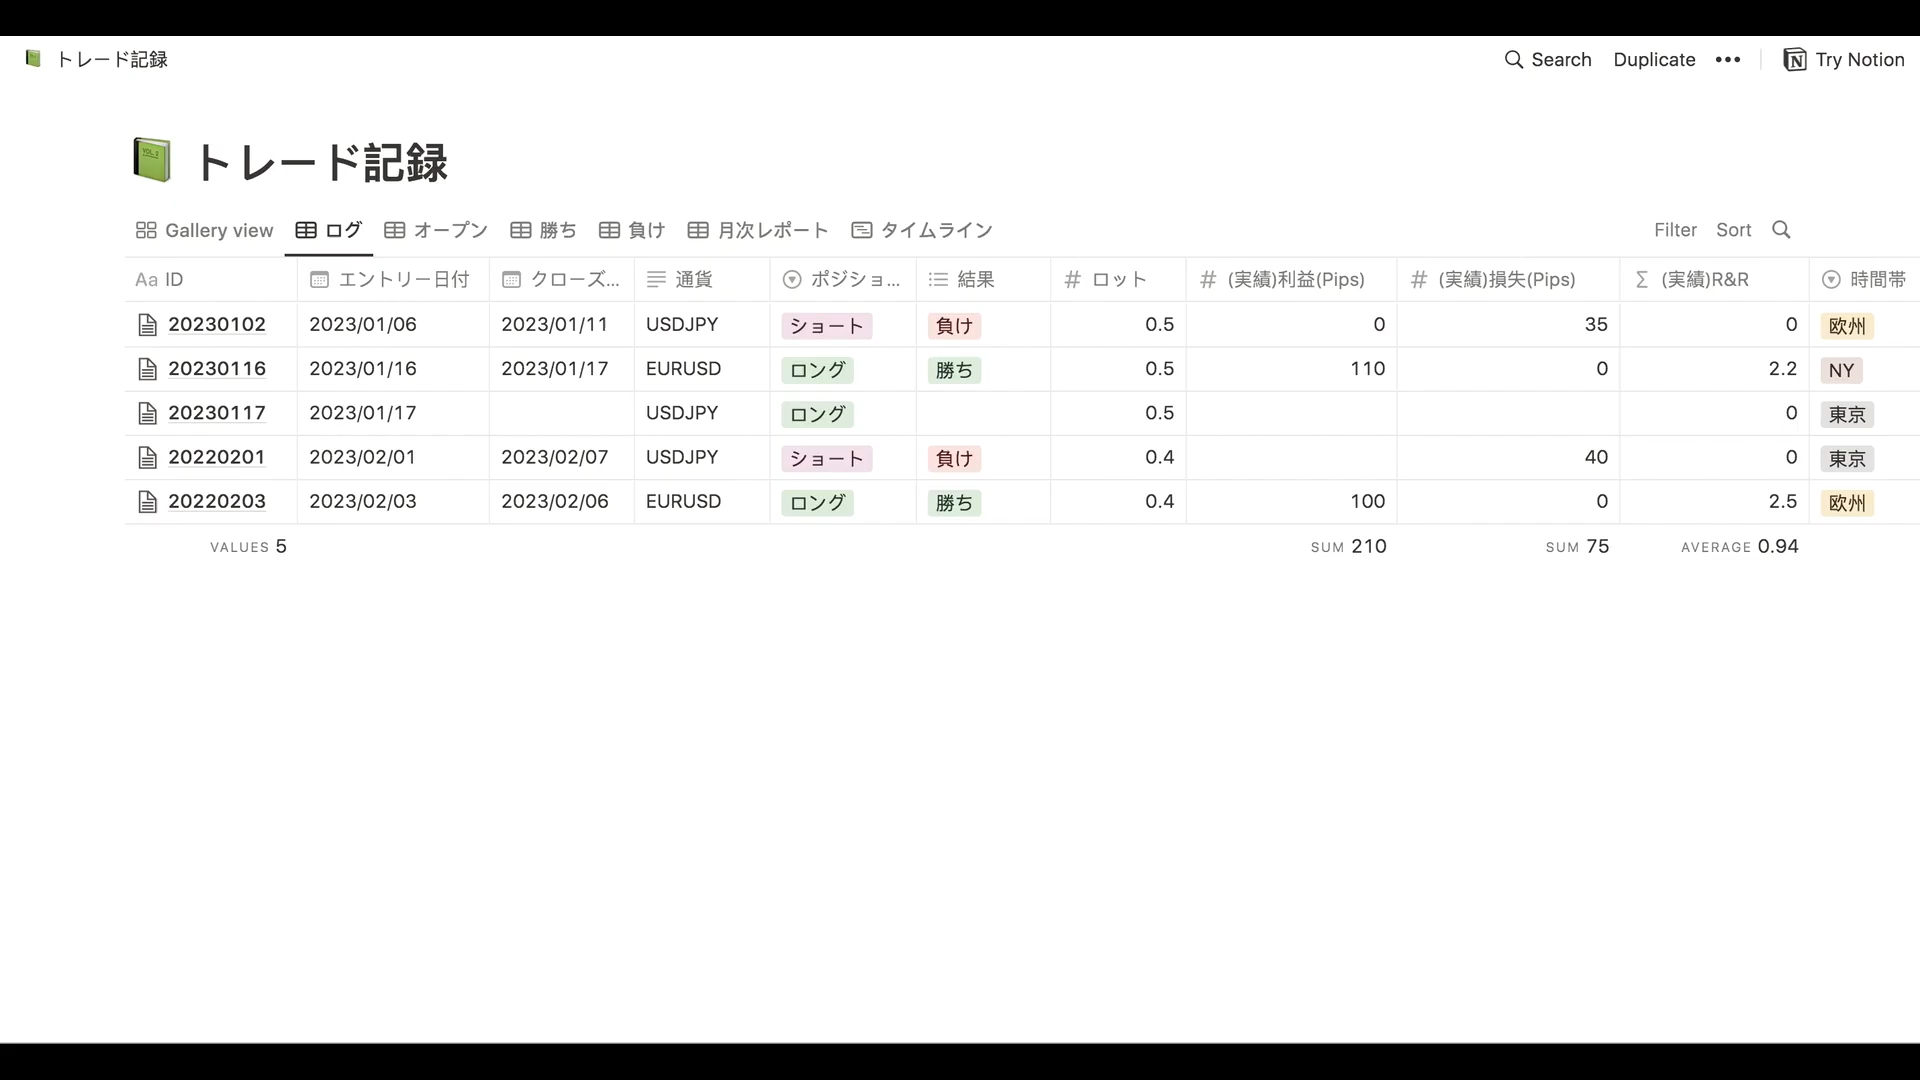 トレード記録 Search Duplicate ••• Try Notion
VOL. 2
トレード記録
Gallery view ログ オープン 勝ち 負け 月次レポート タイムライン Filter Sort
Aa ID エントリー日付 クローズ... 通貨 ポジショ... 結果 # ロット # (実績)利益(Pips) # (実績)損失(Pips) Σ (実績)R&R 時間帯
20230102 2023/01/06 2023/01/11 USDJPY ショート 負け 0.5 0 35 0 欧州
20230116 2023/01/16 2023/01/17 EURUSD ロング 勝ち 0.5 110 0 2.2 NY
20230117 2023/01/17 USDJPY ロング 0.5 0 東京
20220201 2023/02/01 2023/02/07 USDJPY ショート 負け 0.4 40 0 東京
20220203 2023/02/03 2023/02/06 EURUSD ロング 勝ち 0.4 100 0 2.5 欧州
VALUES 5 SUM 210 SUM 75 AVERAGE 0.94